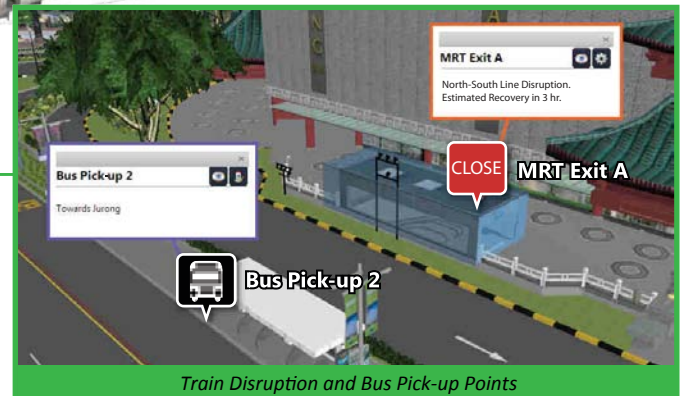 MRT Exit A
North-South Line Disruption.
Estimated Recovery in 3 hr.
CLOSE
MRT Exit A
Bus Pick-up 2
Towards Jurong
Bus Pick-up 2
Train Disruption and Bus Pick-up Points